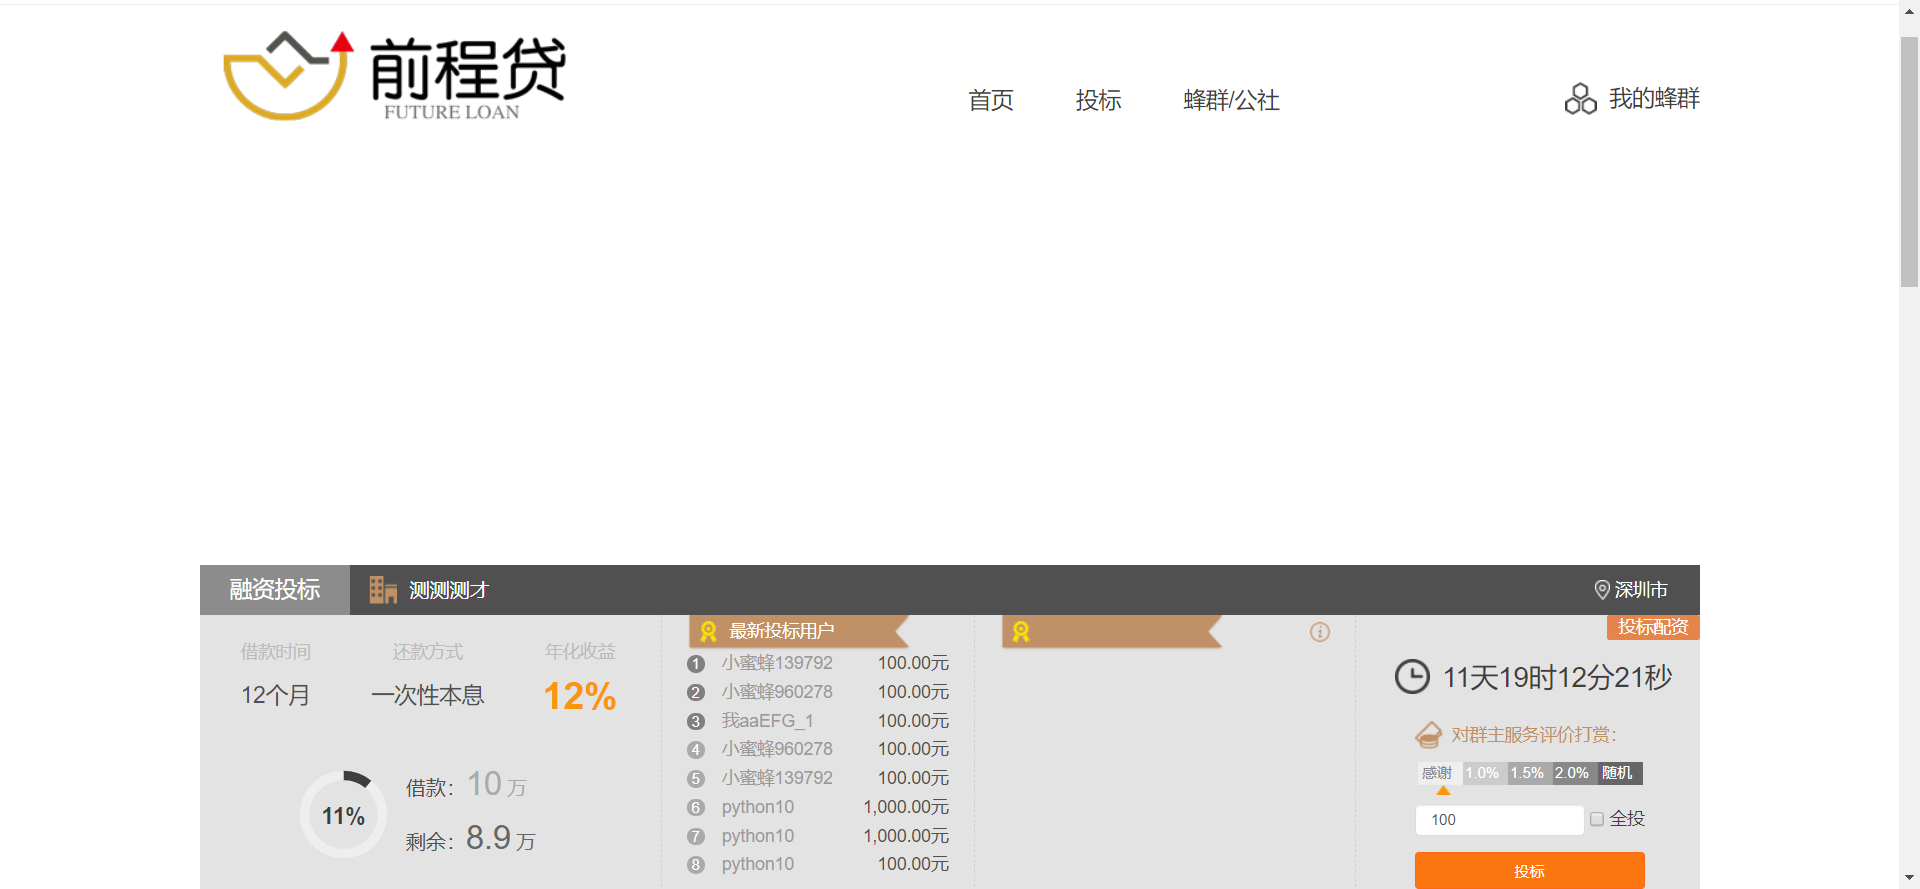 前程贷
FUTURE LOAN
首页
投标
蜂群/公社
我的蜂群
融资投标
测测测才
深圳市
借款时间
还款方式
年化收益
12个月
一次性本息
12%
11%
借款：10 万
剩余：8.9 万
最新投标用户
1 小蜜蜂139792 100.00元
2 小蜜蜂960278 100.00元
3 我aaEFG_1 100.00元
4 小蜜蜂960278 100.00元
5 小蜜蜂139792 100.00元
6 python10 1,000.00元
7 python10 1,000.00元
8 python10 100.00元
投标配资
11天19时12分21秒
对群主服务评价打赏：
感谢 1.0% 1.5% 2.0% 随机
100
全投
投标